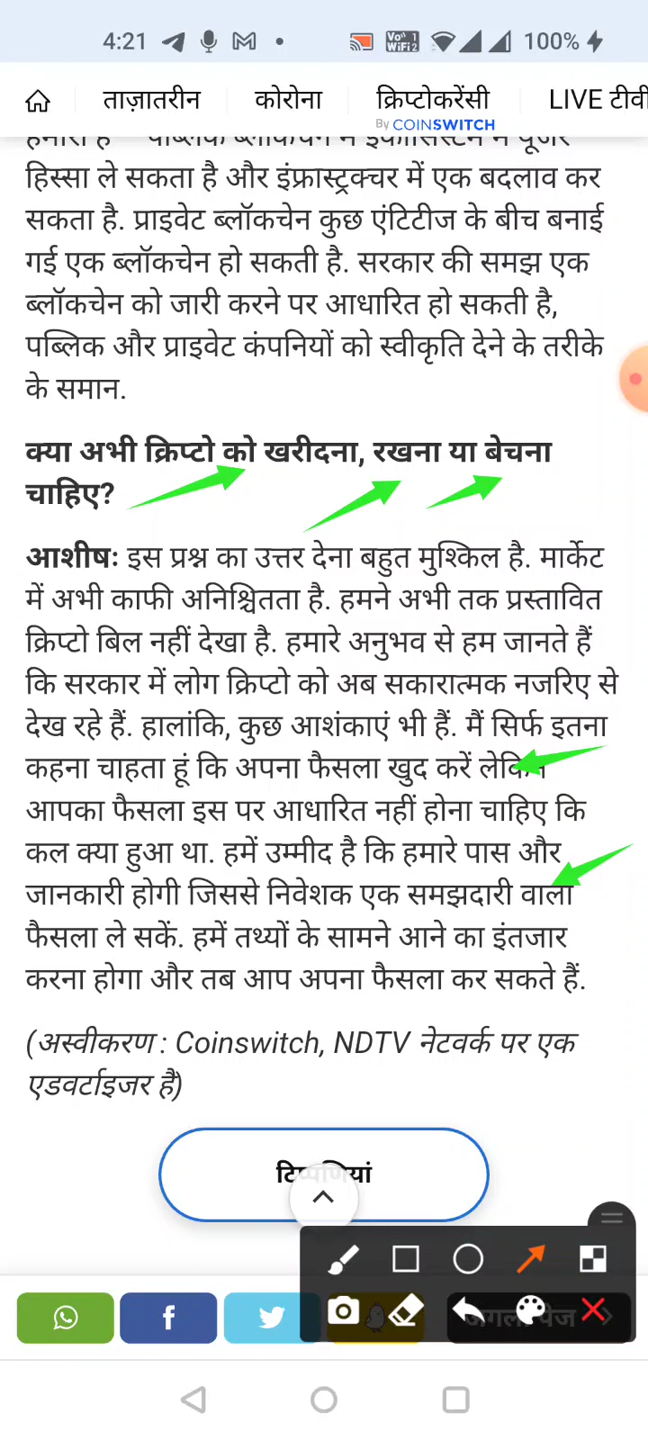 4:21
Vo 1
WiFi 2
100%
ताज़ातरीन
कोरोना
क्रिप्टोकरेंसी
LIVE टीवी
By COINSWITCH
हिस्सा ले सकता है और इंफ्रास्ट्रक्चर में एक बदलाव कर
सकता है. प्राइवेट ब्लॉकचेन कुछ एंटिटीज के बीच बनाई
गई एक ब्लॉकचेन हो सकती है. सरकार की समझ एक
ब्लॉकचेन को जारी करने पर आधारित हो सकती है,
पब्लिक और प्राइवेट कंपनियों को स्वीकृति देने के तरीके
के समान.
क्या अभी क्रिप्टो को खरीदना, रखना या बेचना
चाहिए?
आशीषः इस प्रश्न का उत्तर देना बहुत मुश्किल है. मार्केट
में अभी काफी अनिश्चितता है. हमने अभी तक प्रस्तावित
क्रिप्टो बिल नहीं देखा है. हमारे अनुभव से हम जानते हैं
कि सरकार में लोग क्रिप्टो को अब सकारात्मक नजरिए से
देख रहे हैं. हालांकि, कुछ आशंकाएं भी हैं. मैं सिर्फ इतना
कहना चाहता हूं कि अपना फैसला खुद करें लेकिन
आपका फैसला इस पर आधारित नहीं होना चाहिए कि
कल क्या हुआ था. हमें उम्मीद है कि हमारे पास और
जानकारी होगी जिससे निवेशक एक समझदारी वाला
फैसला ले सकें. हमें तथ्यों के सामने आने का इंतजार
करना होगा और तब आप अपना फैसला कर सकते हैं.
(अस्वीकरण : Coinswitch, NDTV नेटवर्क पर एक
एडवर्टाइजर है)
टिप्पणियां
अगला पेज